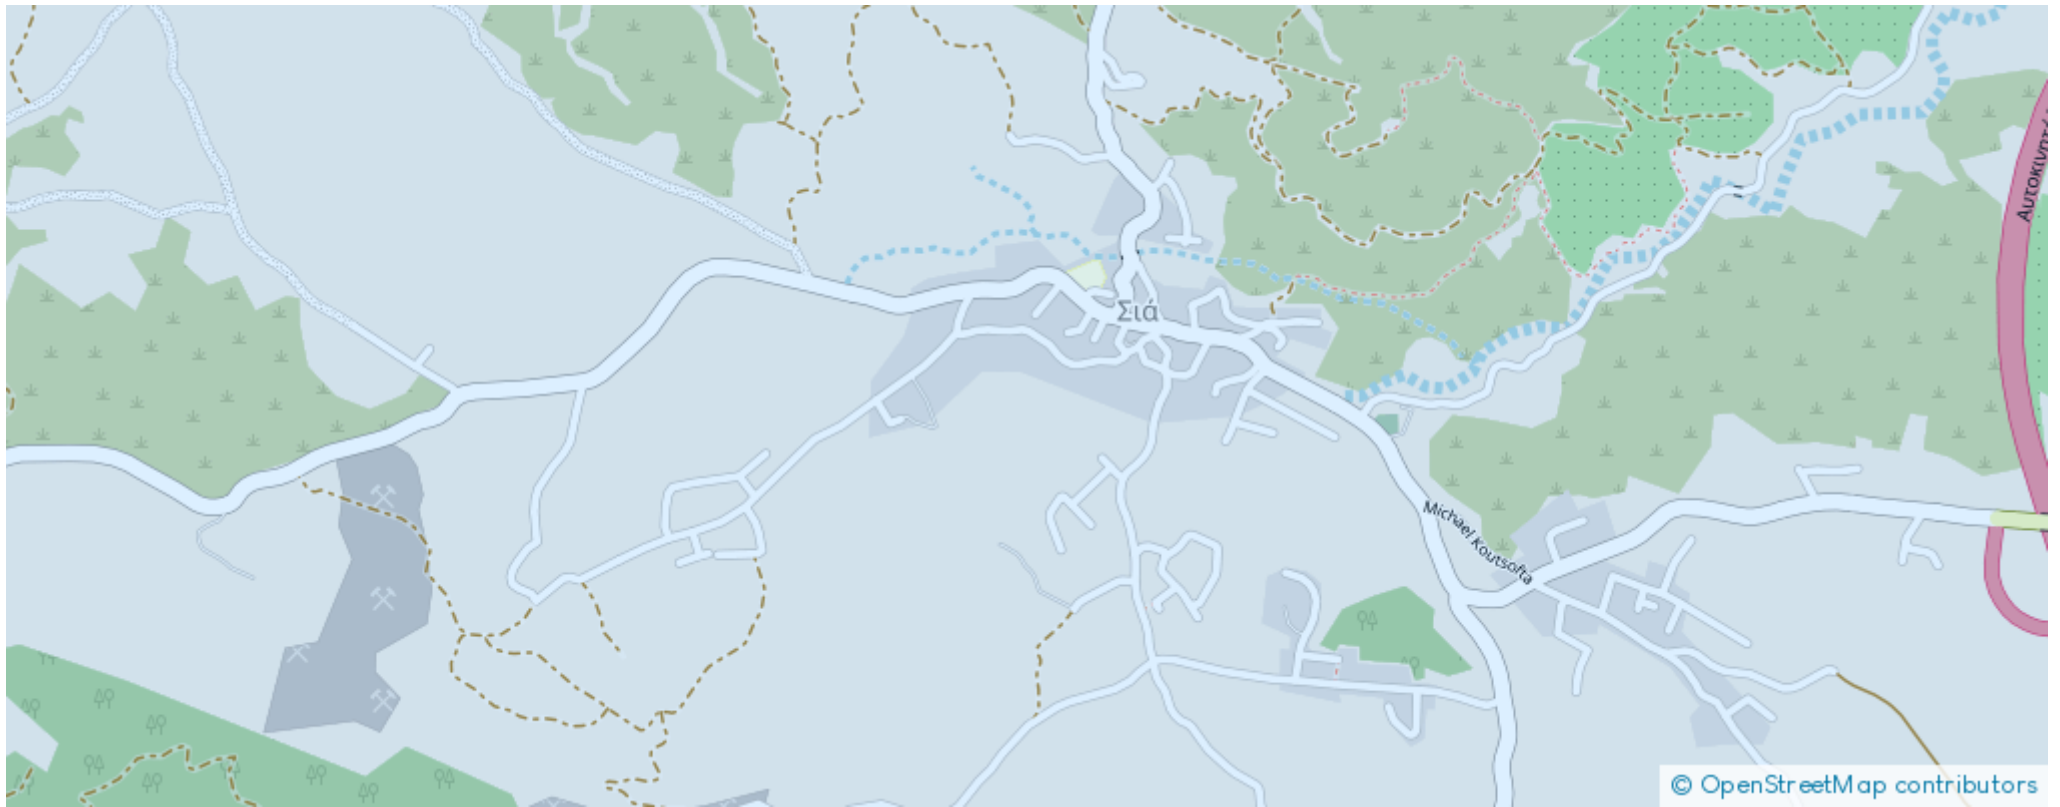 Σιά
Michael Koutsofta
© OpenStreetMap contributors